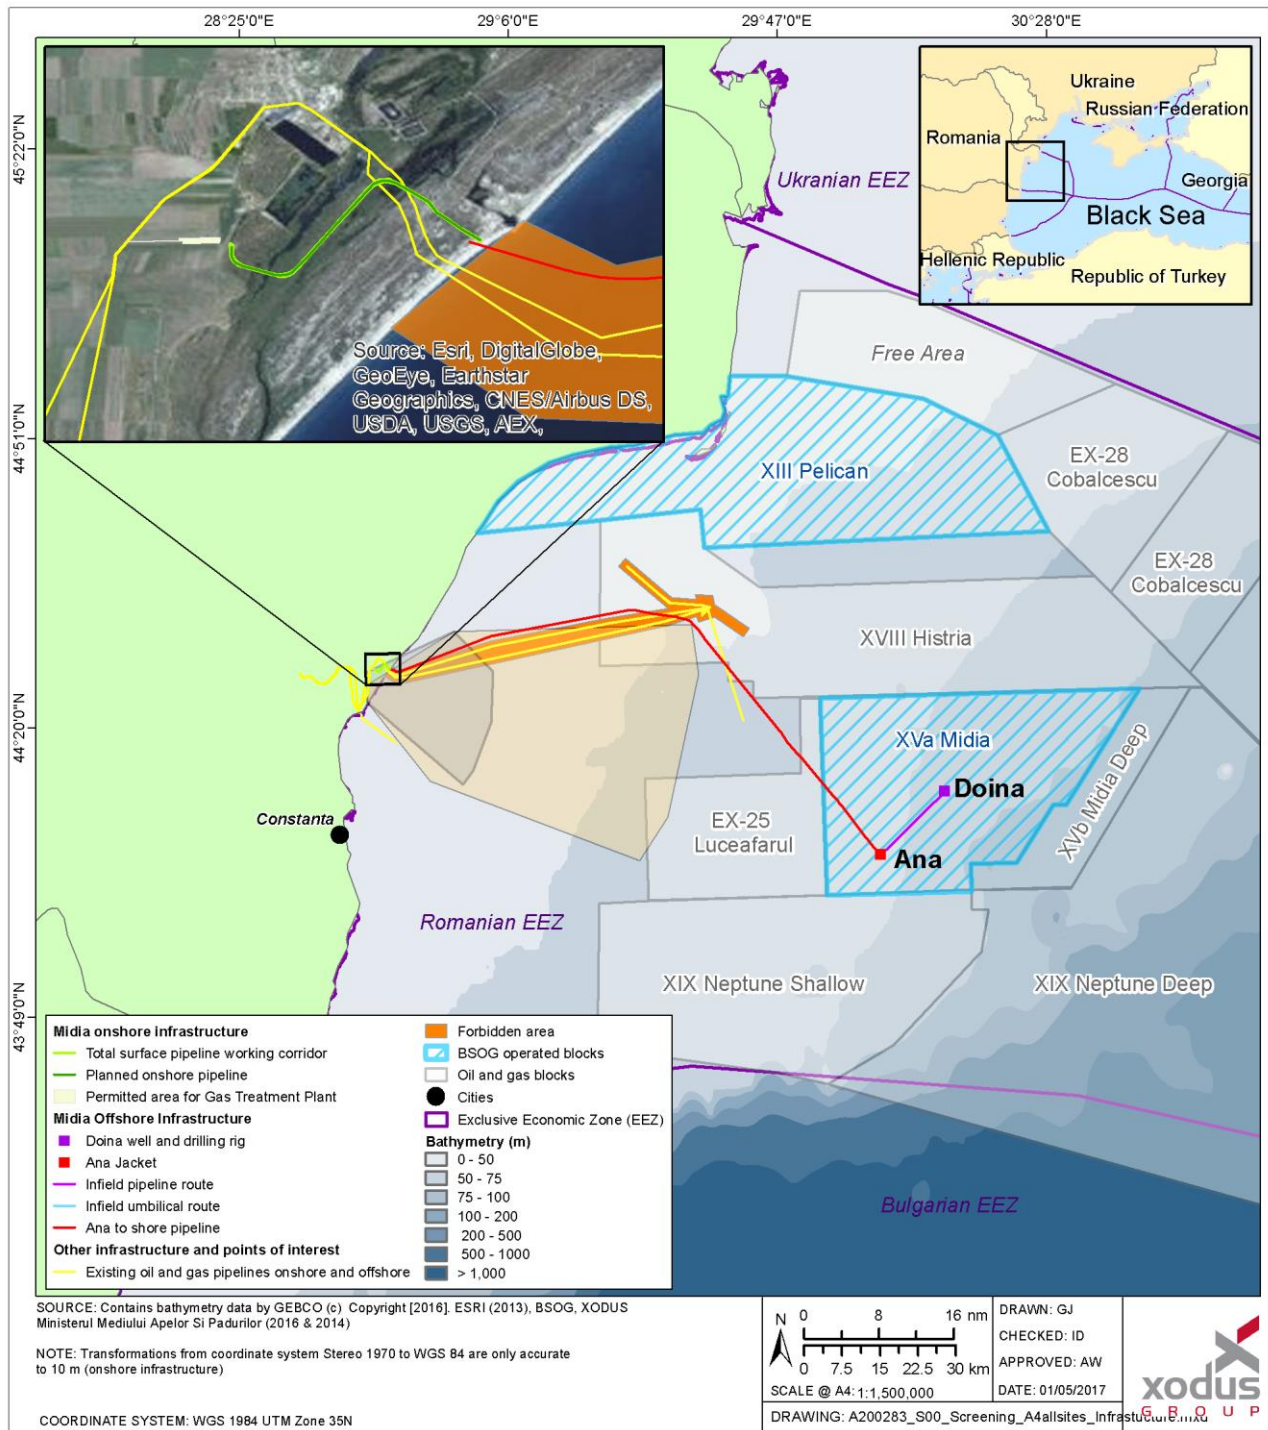 28°25'0"E
29°6'0"E
29°47'0"E
30°28'0"E
45°22'0"N
44°51'0"N
44°20'0"N
43°49'0"N
Source: Esri, DigitalGlobe,
GeoEye, Earthstar
Geographics, CNES/Airbus DS,
USDA, USGS, AEX,
Ukraine
Russian Federation
Romania
Georgia
Black Sea
Hellenic Republic
Republic of Turkey
Ukranian EEZ
Free Area
EX-28
Cobalcescu
XIII Pelican
EX-28
Cobalcescu
XVIII Histria
XVa Midia
Doina
XVb Midia Deep
EX-25
Luceafarul
Ana
Constanta
Romanian EEZ
XIX Neptune Shallow
XIX Neptune Deep
Bulgarian EEZ
Midia onshore infrastructure
Total surface pipeline working corridor
Planned onshore pipeline
Permitted area for Gas Treatment Plant
Midia Offshore Infrastructure
Doina well and drilling rig
Ana Jacket
Infield pipeline route
Infield umbilical route
Ana to shore pipeline
Other infrastructure and points of interest
Existing oil and gas pipelines onshore and offshore
Forbidden area
BSOG operated blocks
Oil and gas blocks
Cities
Exclusive Economic Zone (EEZ)
Bathymetry (m)
0 - 50
50 - 75
75 - 100
100 - 200
200 - 500
500 - 1000
> 1,000
SOURCE: Contains bathymetry data by GEBCO (c) Copyright [2016]. ESRI (2013), BSOG, XODUS
Ministerul Mediului Apelor Si Padurilor (2016 & 2014)
NOTE: Transformations from coordinate system Stereo 1970 to WGS 84 are only accurate
to 10 m (onshore infrastructure)
COORDINATE SYSTEM: WGS 1984 UTM Zone 35N
N
0 8 16 nm
0 7.5 15 22.5 30 km
SCALE @ A4: 1:1,500,000
DRAWN: GJ
CHECKED: ID
APPROVED: AW
DATE: 01/05/2017
DRAWING: A200283_S00_Screening_A4allsites_Infrastucture.mxd
xodus
GROUP